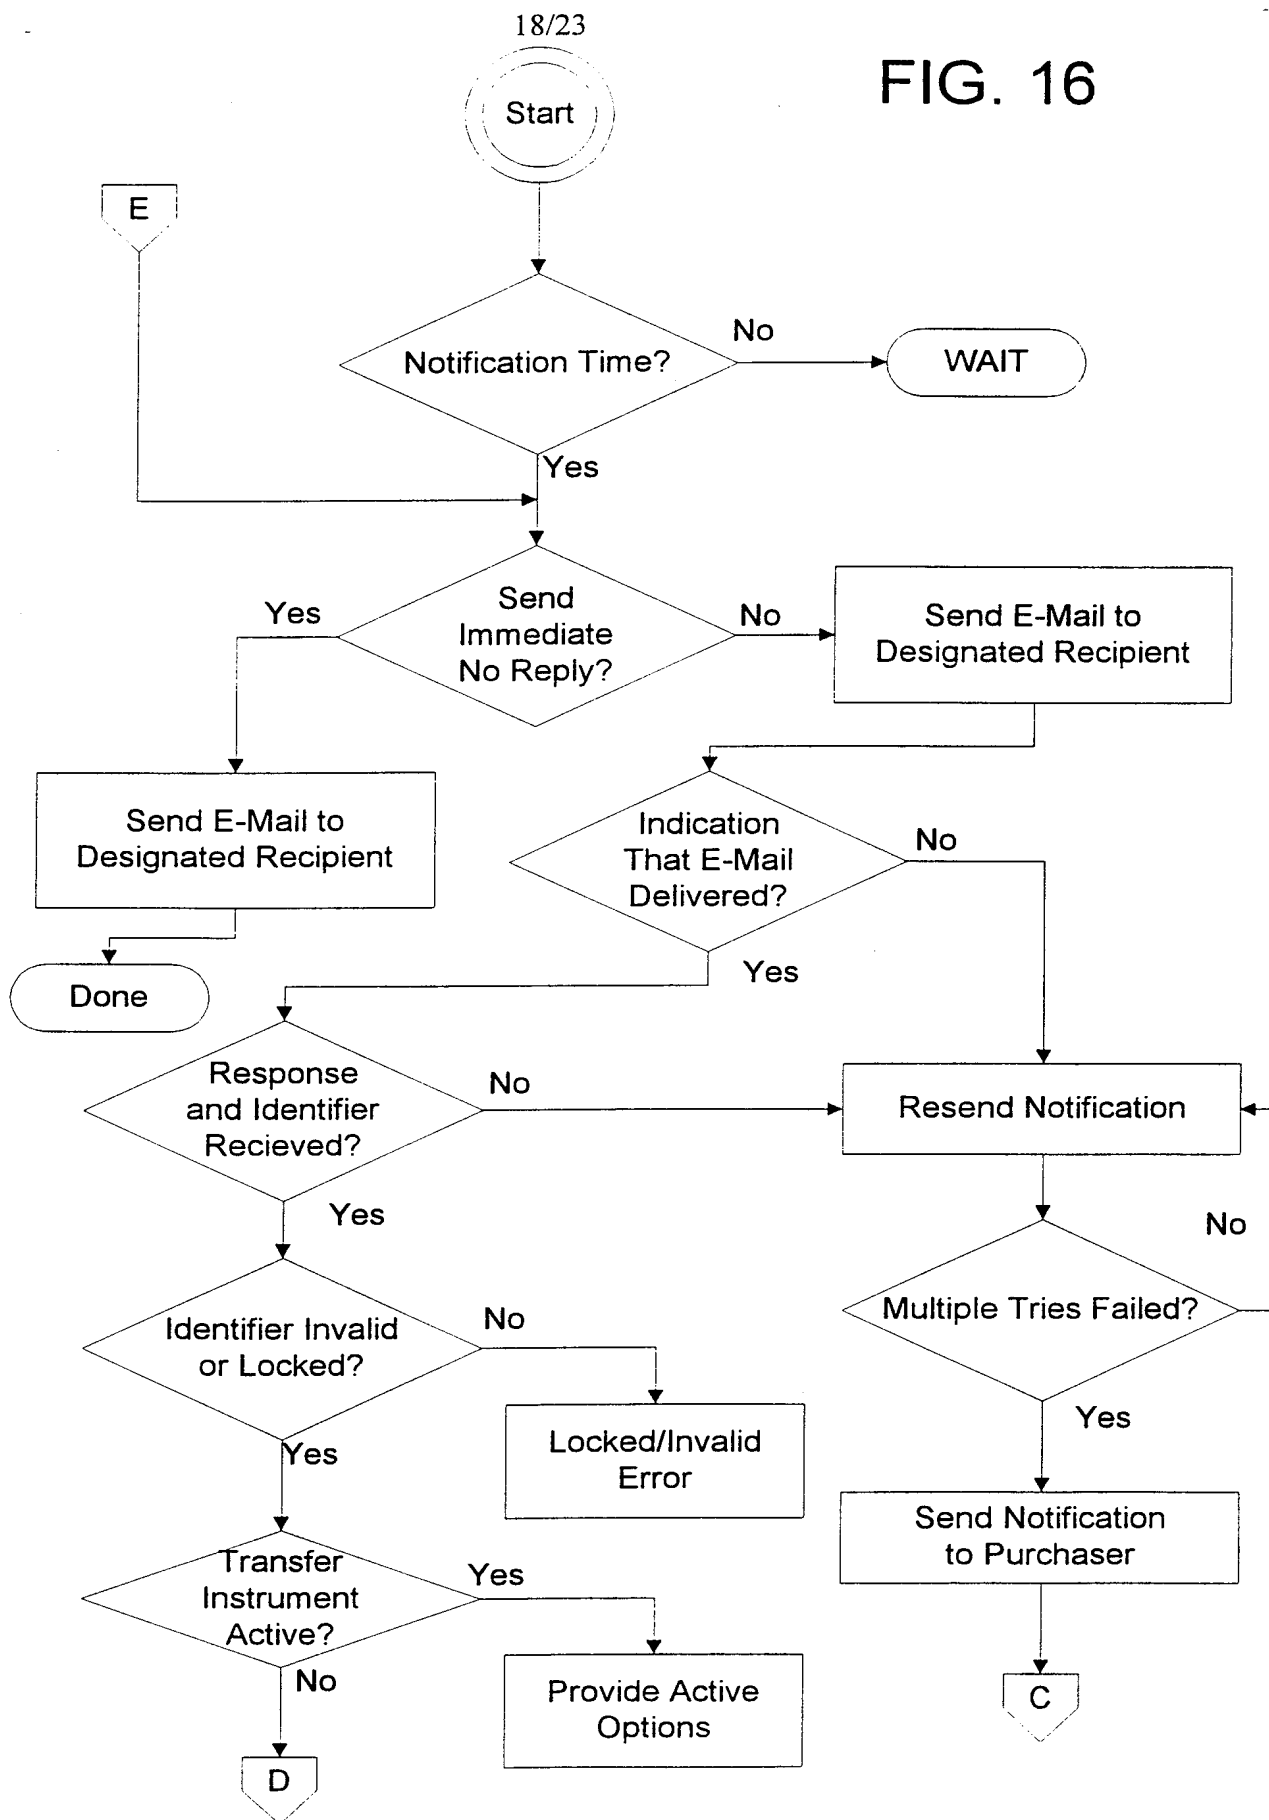 18/23
FIG. 16
Start
E
Notification Time?
No
WAIT
Yes
Send
Immediate
No Reply?
Yes
No
Send E-Mail to
Designated Recipient
Send E-Mail to
Designated Recipient
Done
Indication
That E-Mail
Delivered?
No
Yes
Response
and Identifier
Recieved?
No
Resend Notification
Yes
No
Multiple Tries Failed?
Identifier Invalid
or Locked?
No
Yes
Locked/Invalid
Error
Yes
Send Notification
to Purchaser
Transfer
Instrument
Active?
Yes
No
Provide Active
Options
C
D